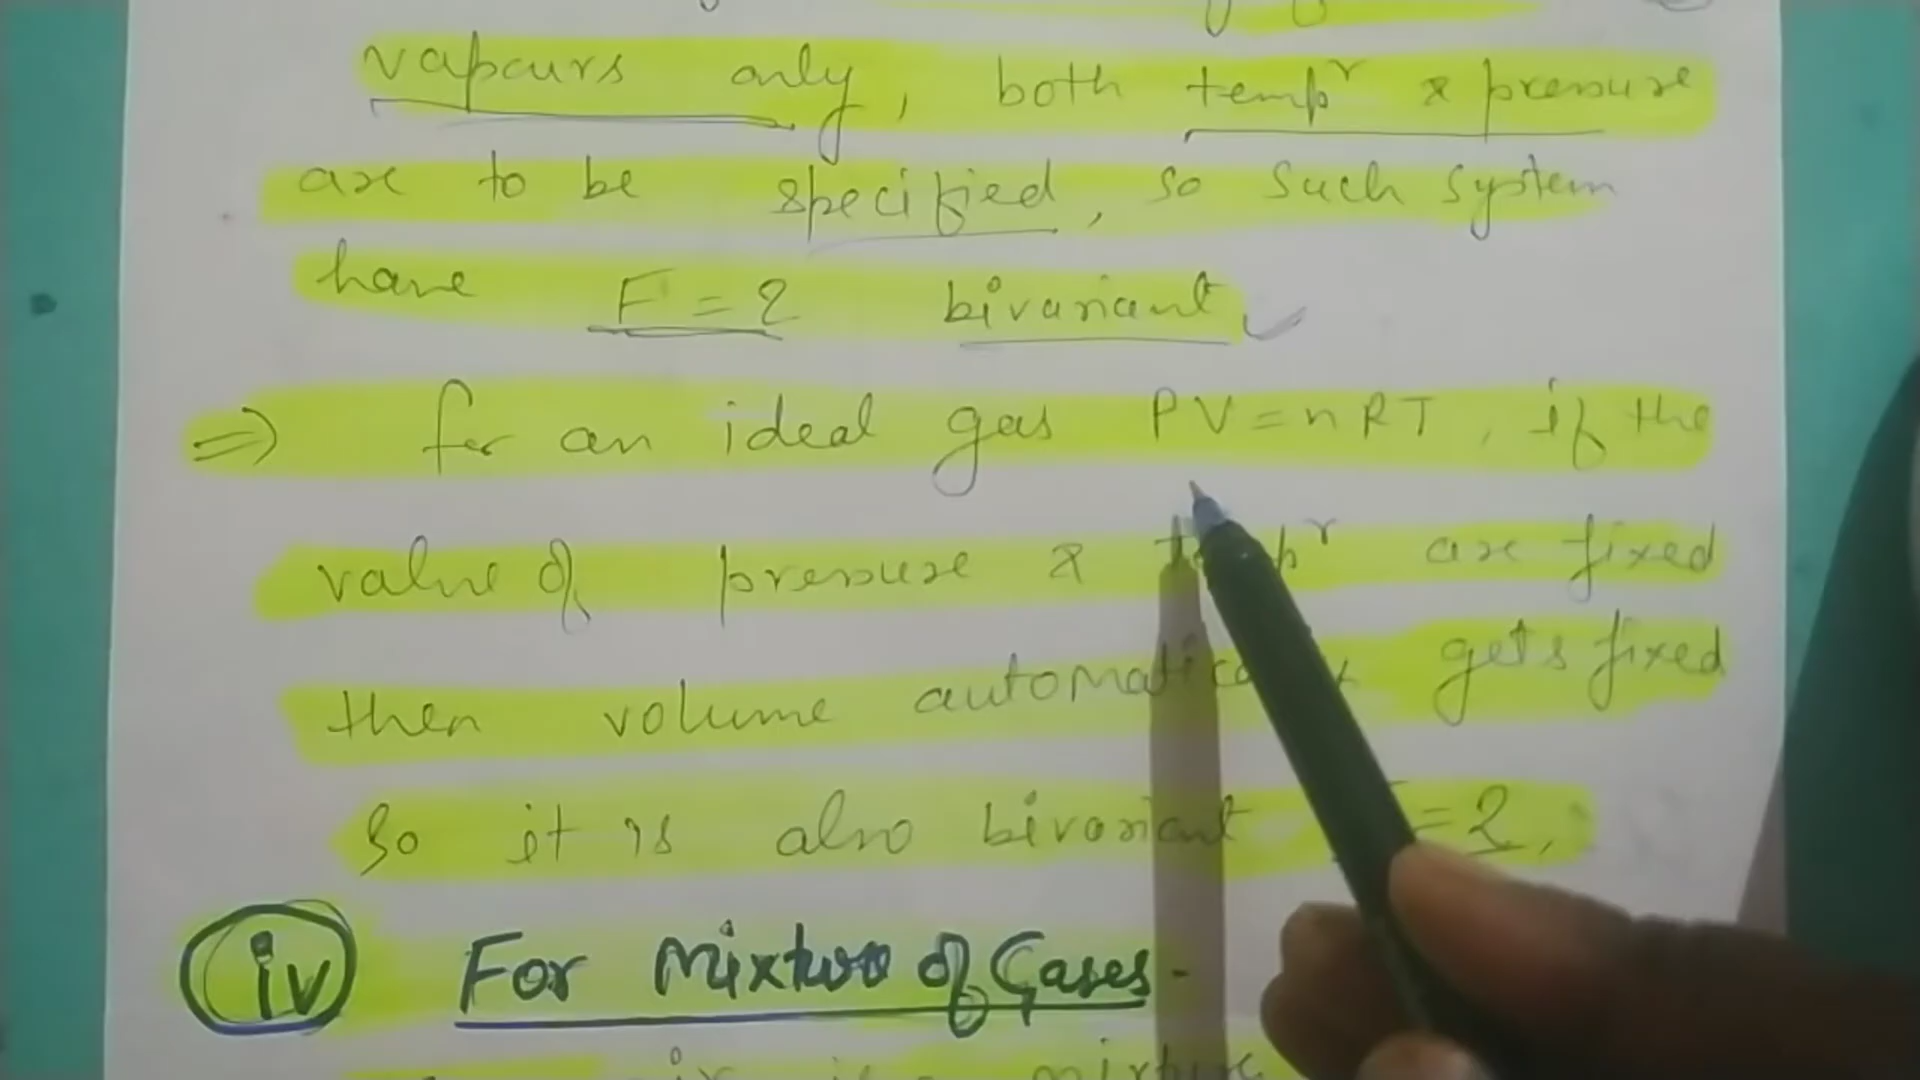 vapours only, both tempr & pressure
are to be specified, so such system
have F = 2 bivariant
⇒ for an ideal gas PV = nRT, if the
value of pressure & are fixed
then volume gets fixed
So it is also bivariant = 2,
iv For Mixture of Gases -
mixture